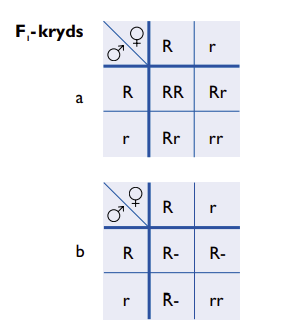 F₁-kryds
♂ ♀ R r
a
R RR Rr
r Rr rr
♂ ♀ R r
b
R R- R-
r R- rr